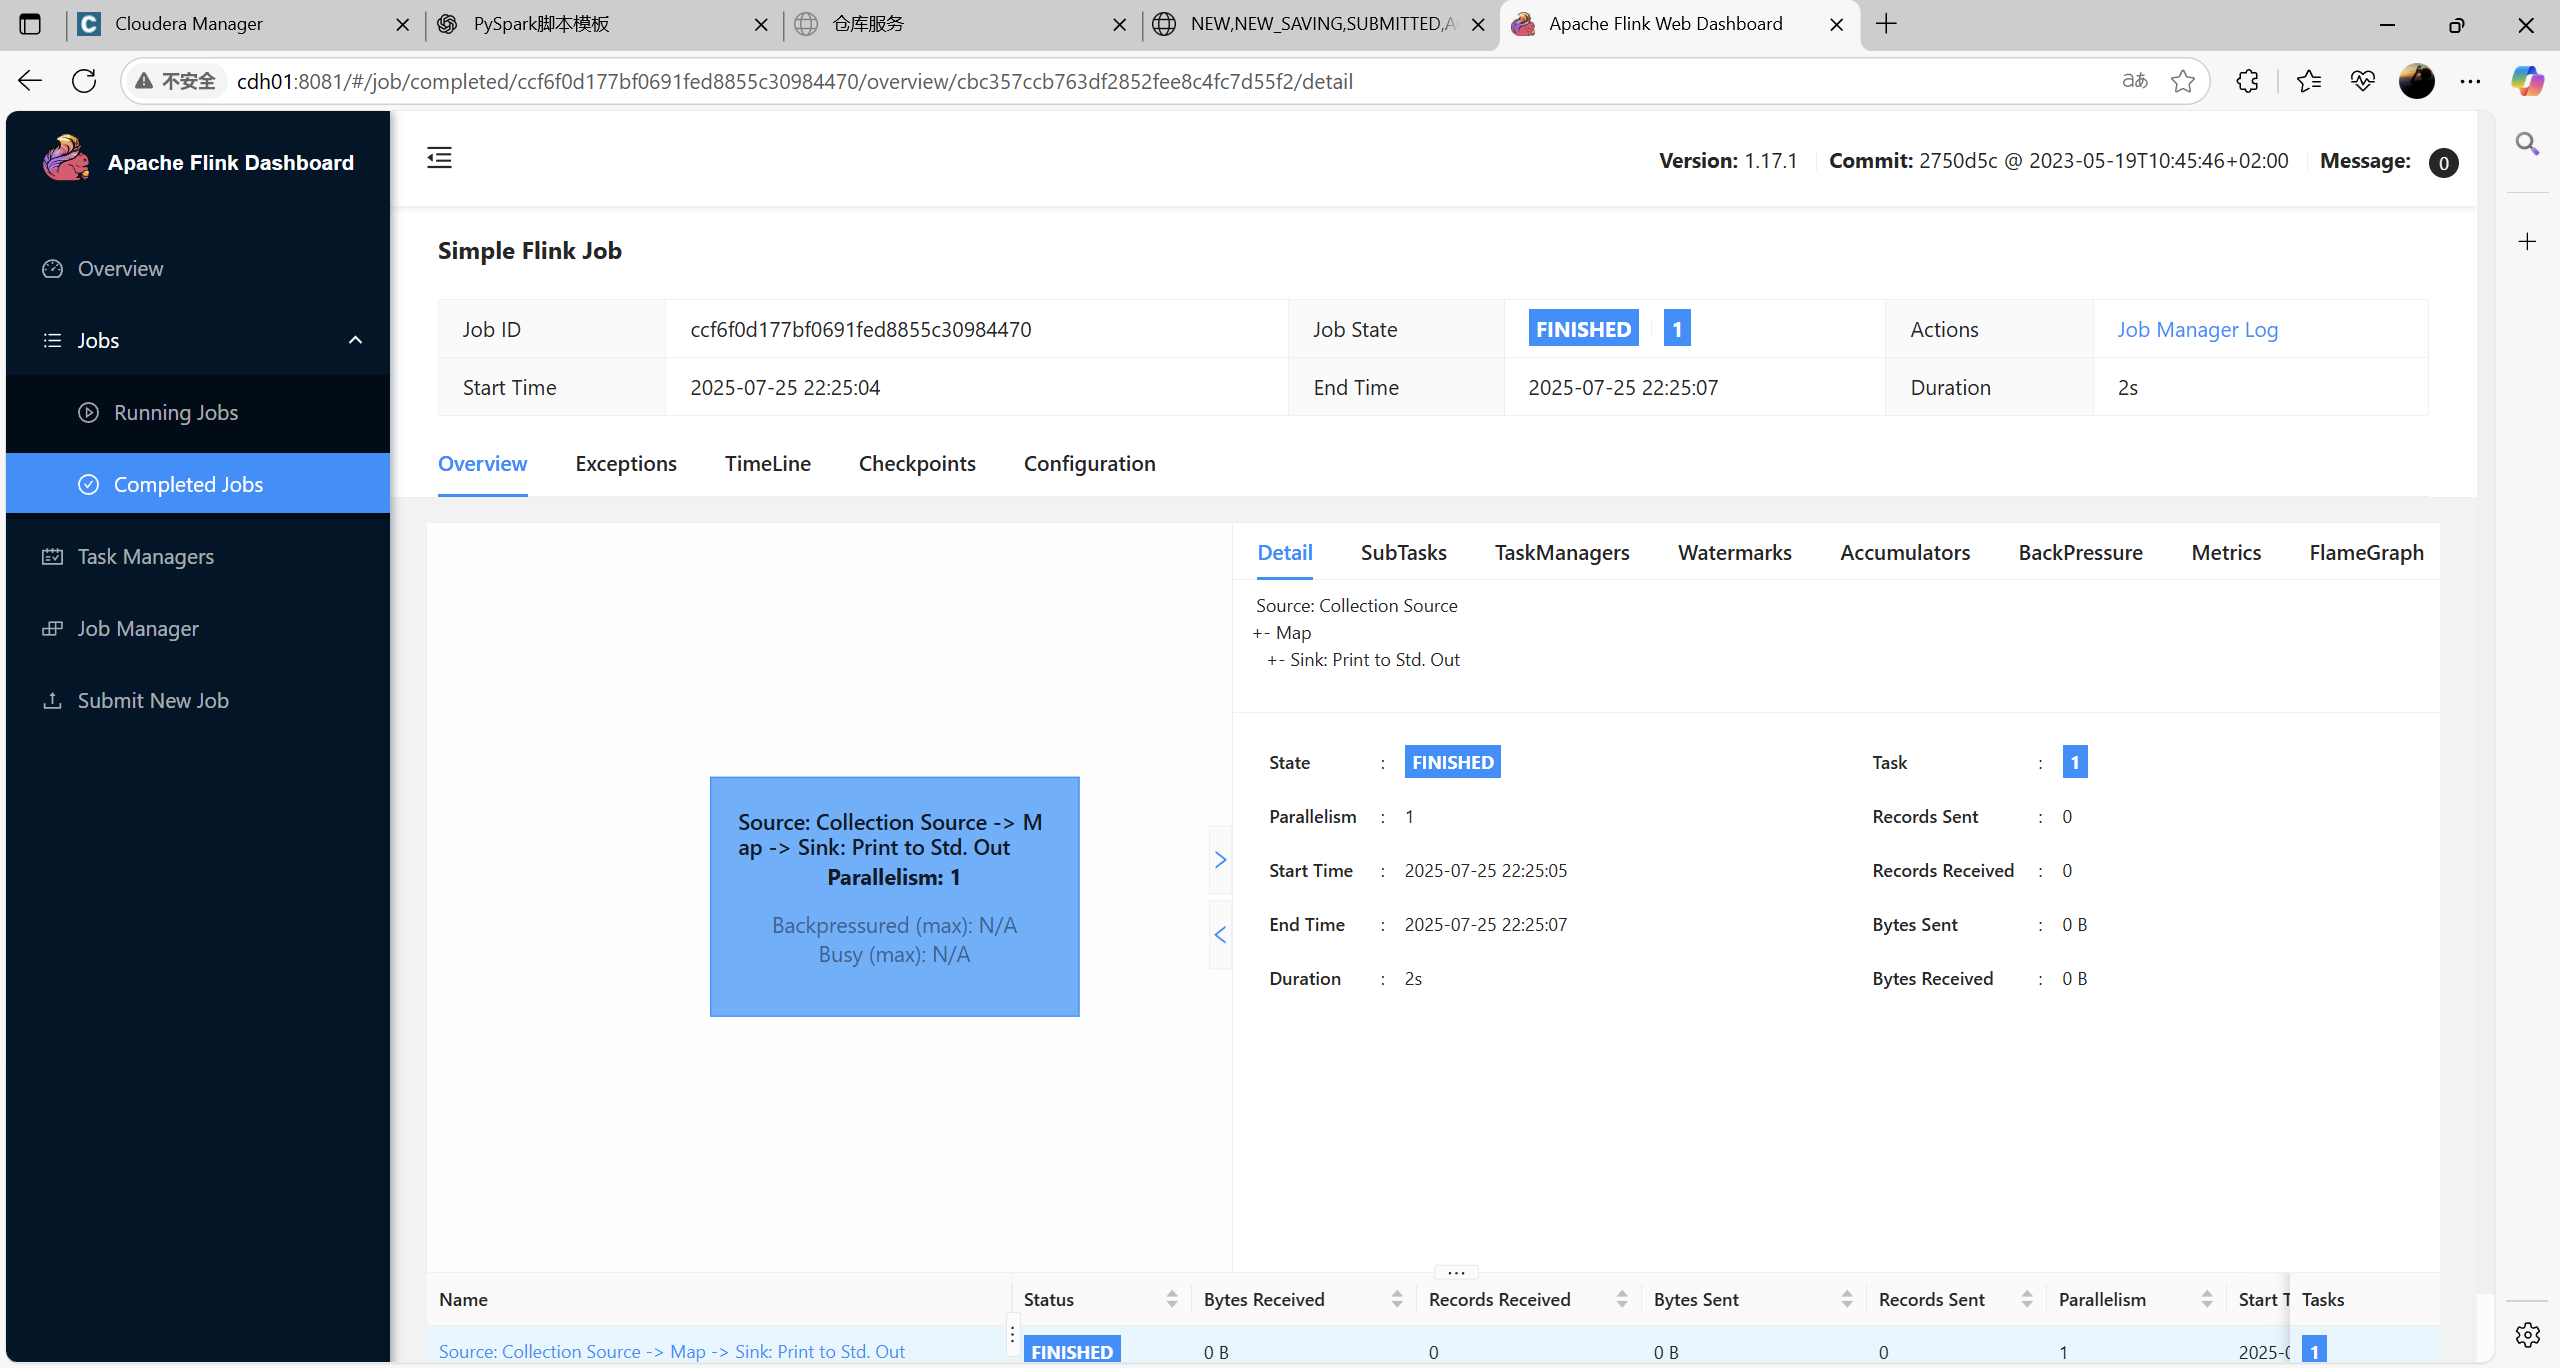 Cloudera Manager
PySpark脚本模板
仓库服务
NEW,NEW_SAVING,SUBMITTED,A
Apache Flink Web Dashboard
不安全
cdh01:8081/#/job/completed/ccf6f0d177bf0691fed8855c30984470/overview/cbc357ccb763df2852fee8c4fc7d55f2/detail
Apache Flink Dashboard
Version: 1.17.1
Commit: 2750d5c @ 2023-05-19T10:45:46+02:00
Message: 0
Overview
Jobs
Running Jobs
Completed Jobs
Task Managers
Job Manager
Submit New Job
Simple Flink Job
Job ID
ccf6f0d177bf0691fed8855c30984470
Job State
FINISHED 1
Actions
Job Manager Log
Start Time
2025-07-25 22:25:04
End Time
2025-07-25 22:25:07
Duration
2s
Overview
Exceptions
TimeLine
Checkpoints
Configuration
Source: Collection Source -> M
ap -> Sink: Print to Std. Out
Parallelism: 1
Backpressured (max): N/A
Busy (max): N/A
Detail
SubTasks
TaskManagers
Watermarks
Accumulators
BackPressure
Metrics
FlameGraph
Source: Collection Source
+- Map
+- Sink: Print to Std. Out
State : FINISHED
Task : 1
Parallelism : 1
Records Sent : 0
Start Time : 2025-07-25 22:25:05
Records Received : 0
End Time : 2025-07-25 22:25:07
Bytes Sent : 0 B
Duration : 2s
Bytes Received : 0 B
Name
Status
Bytes Received
Records Received
Bytes Sent
Records Sent
Parallelism
Start T
Tasks
Source: Collection Source -> Map -> Sink: Print to Std. Out
FINISHED
0 B
0
0 B
0
1
2025-0
1